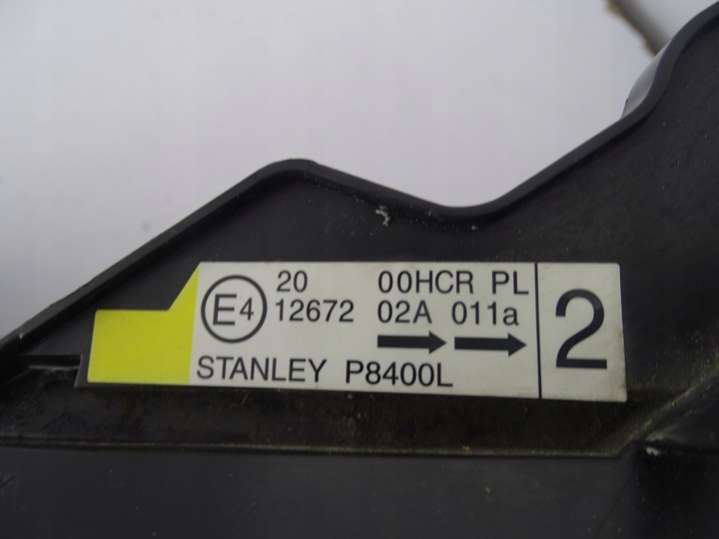 20 00HCR PL
E4 12672 02A 011a
STANLEY P8400L
2